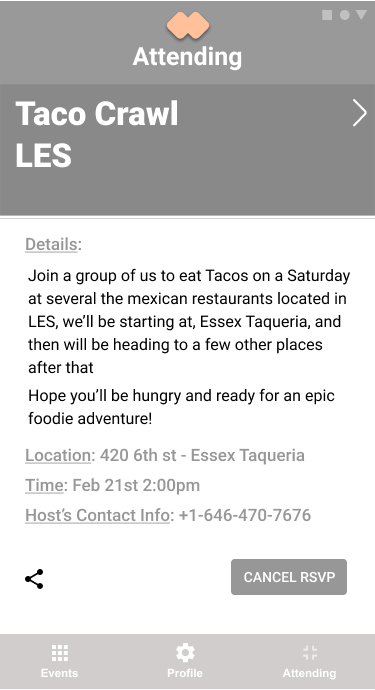 Attending
Taco Crawl
LES
Details:
Join a group of us to eat Tacos on a Saturday
at several the mexican restaurants located in
LES, we’ll be starting at, Essex Taqueria, and
then will be heading to a few other places
after that
Hope you’ll be hungry and ready for an epic
foodie adventure!
Location: 420 6th st - Essex Taqueria
Time: Feb 21st 2:00pm
Host’s Contact Info: +1-646-470-7676
CANCEL RSVP
Events
Profile
Attending